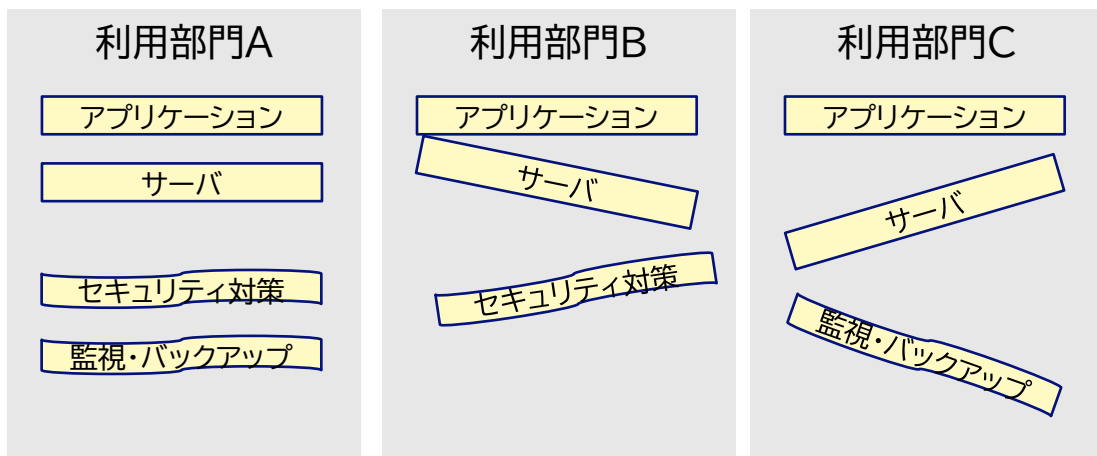 利用部門A
アプリケーション
サーバ
セキュリティ対策
監視・バックアップ
利用部門B
アプリケーション
サーバ
セキュリティ対策
利用部門C
アプリケーション
サーバ
監視・バックアップ